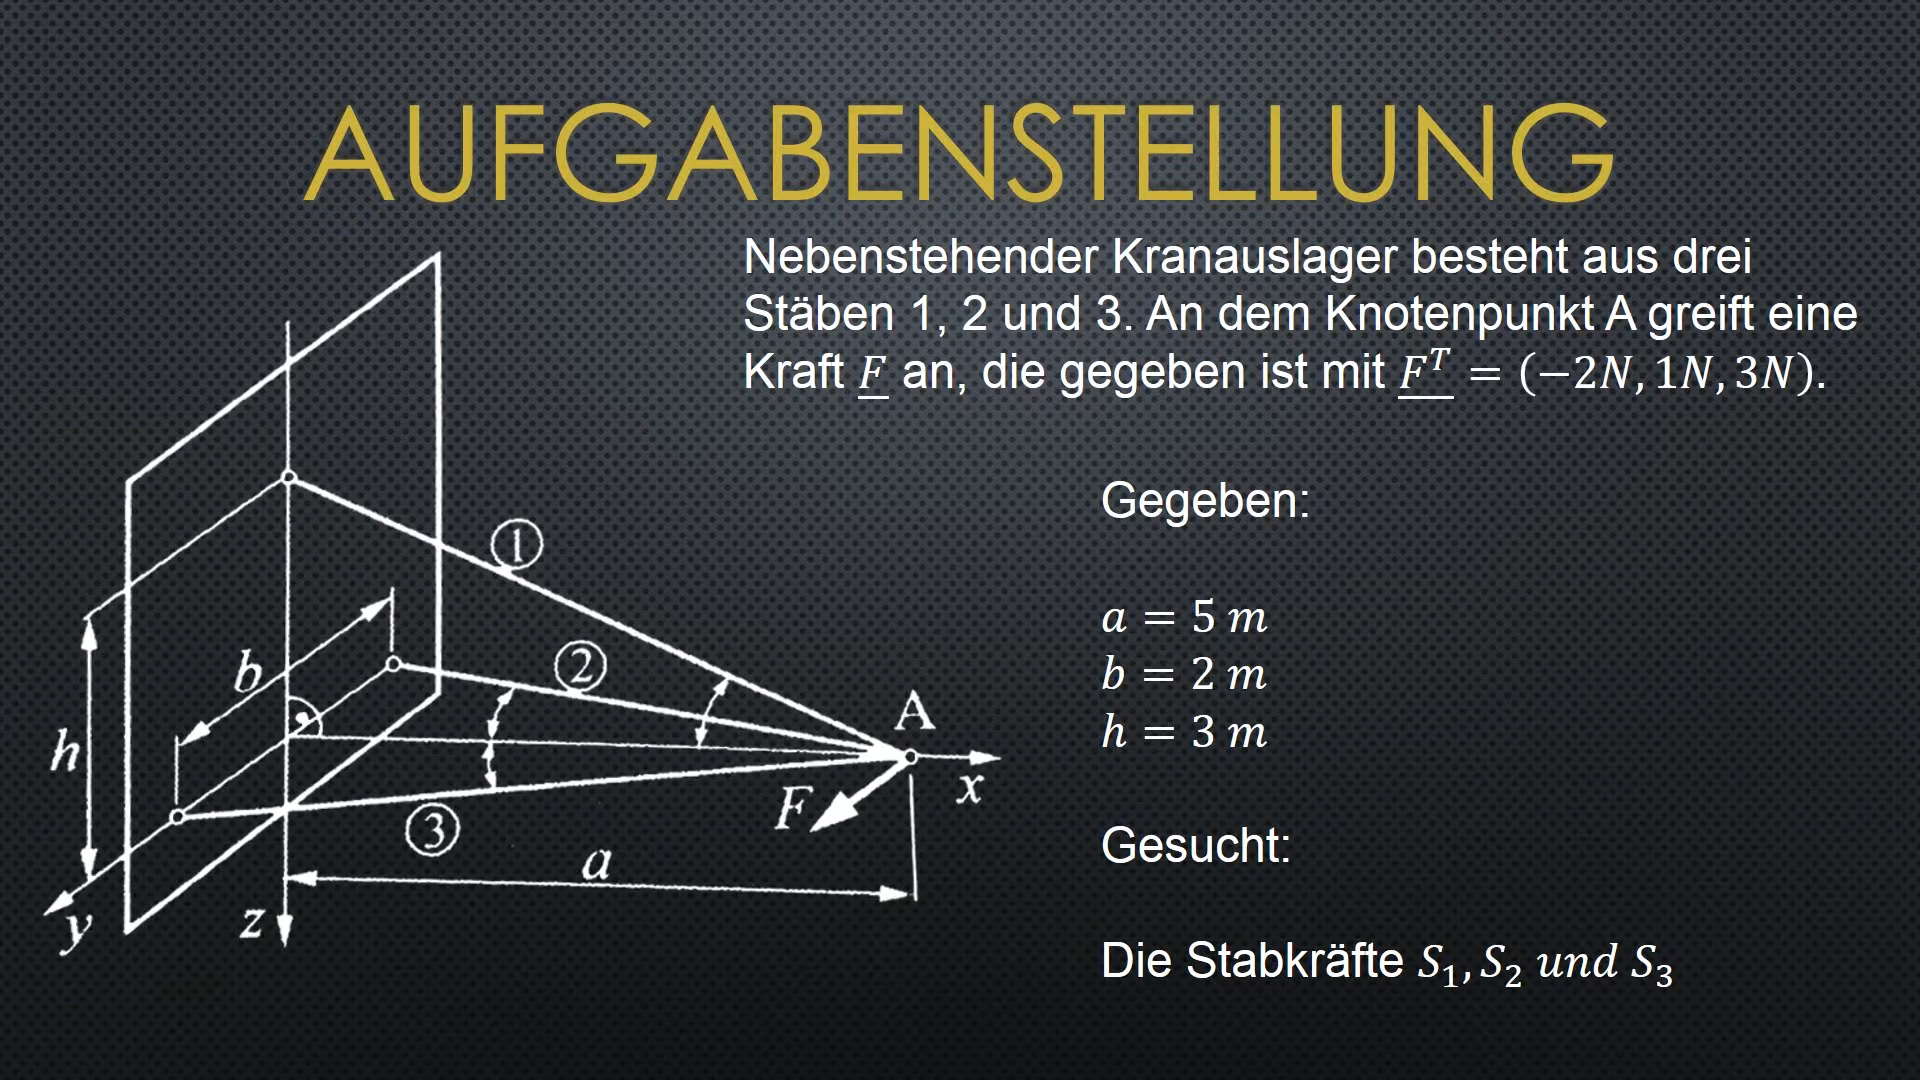 AUFGABENSTELLUNG
Nebenstehender Kranauslager besteht aus drei
Stäben 1, 2 und 3. An dem Knotenpunkt A greift eine
Kraft F an, die gegeben ist mit F^T = (−2N, 1N, 3N).
Gegeben:
a = 5 m
b = 2 m
h = 3 m
Gesucht:
Die Stabkräfte S₁, S₂ und S₃
1
b
2
A
h
x
F
3
a
y
z